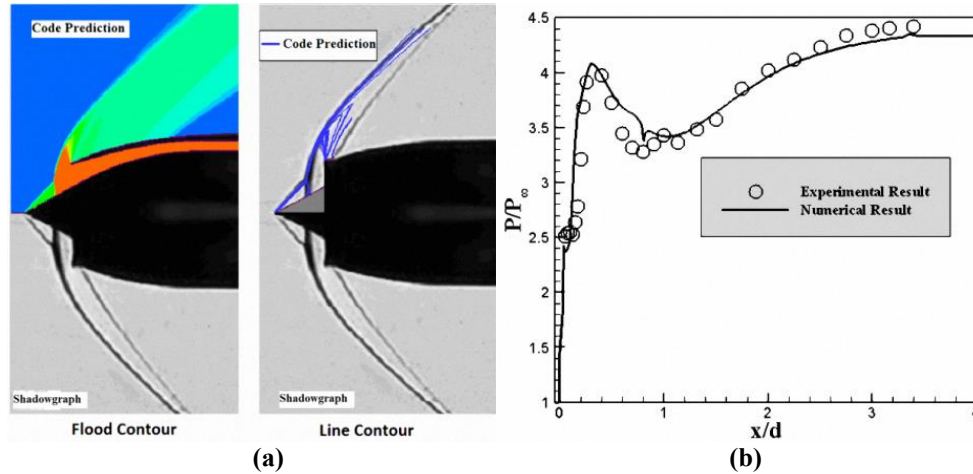 Code Prediction
Code Prediction
Shadowgraph
Shadowgraph
Flood Contour
Line Contour
(a)
4.5
4
3.5
3
2.5
2
1.5
1
P/P∞
Experimental Result
Numerical Result
0
1
2
3
4
x/d
(b)